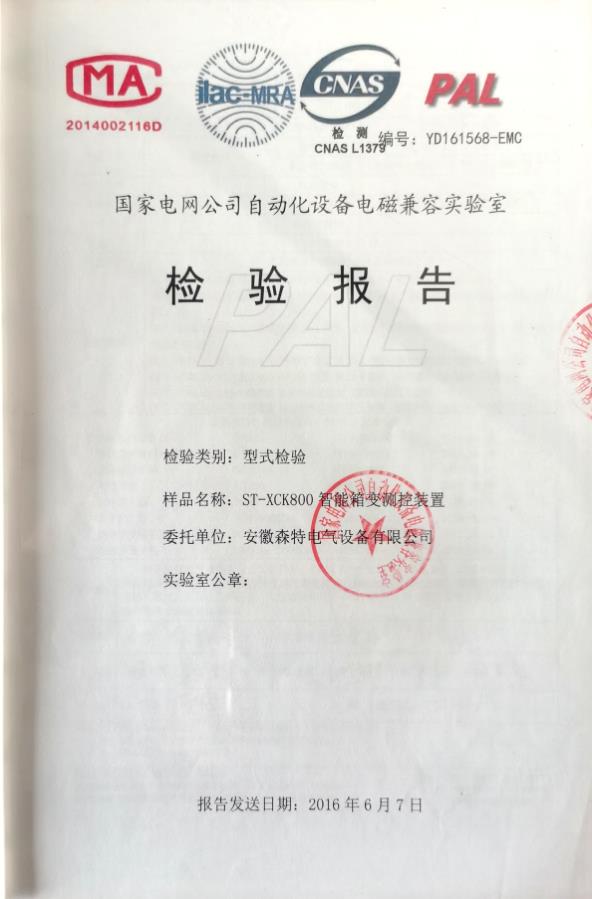 CMA
2014002116D
ilac-MRA
CNAS
检 测
CNAS L1379
PAL
编号：YD161568-EMC
国家电网公司自动化设备电磁兼容实验室
检 验 报 告
PAL
检验类别：型式检验
样品名称：ST-XCK800 智能箱变测控装置
委托单位：安徽森特电气设备有限公司
实验室公章：
报告发送日期：2016 年 6 月 7 日